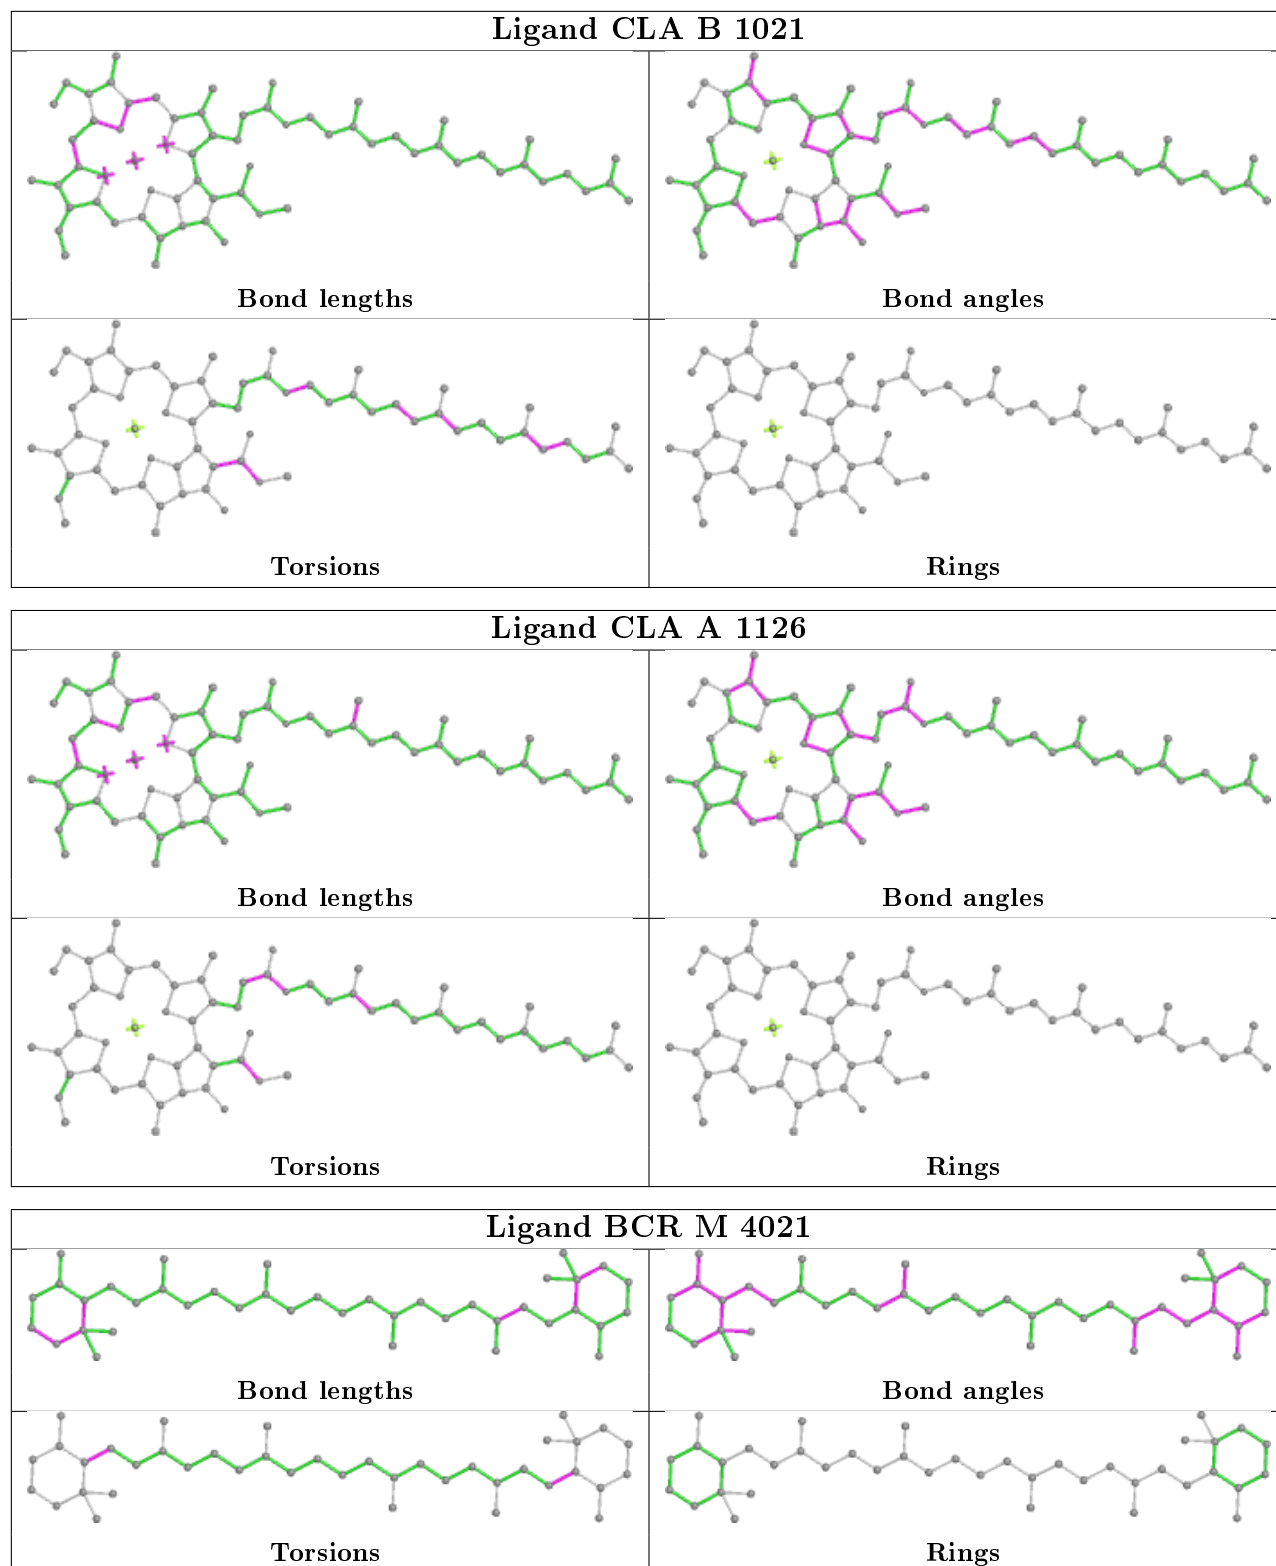 Ligand CLA B 1021
Bond lengths
Bond angles
Torsions
Rings
Ligand CLA A 1126
Bond lengths
Bond angles
Torsions
Rings
Ligand BCR M 4021
Bond lengths
Bond angles
Torsions
Rings